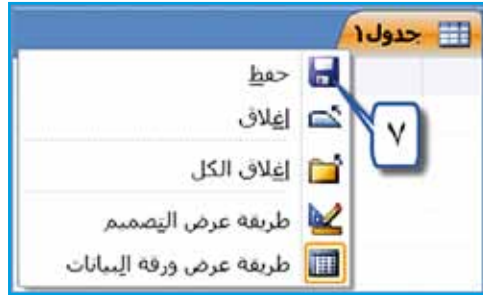 جدول١
حفظ
إغلاق
٧
إغلاق الكل
طريقة عرض التصميم
طريقة عرض ورقة البيانات